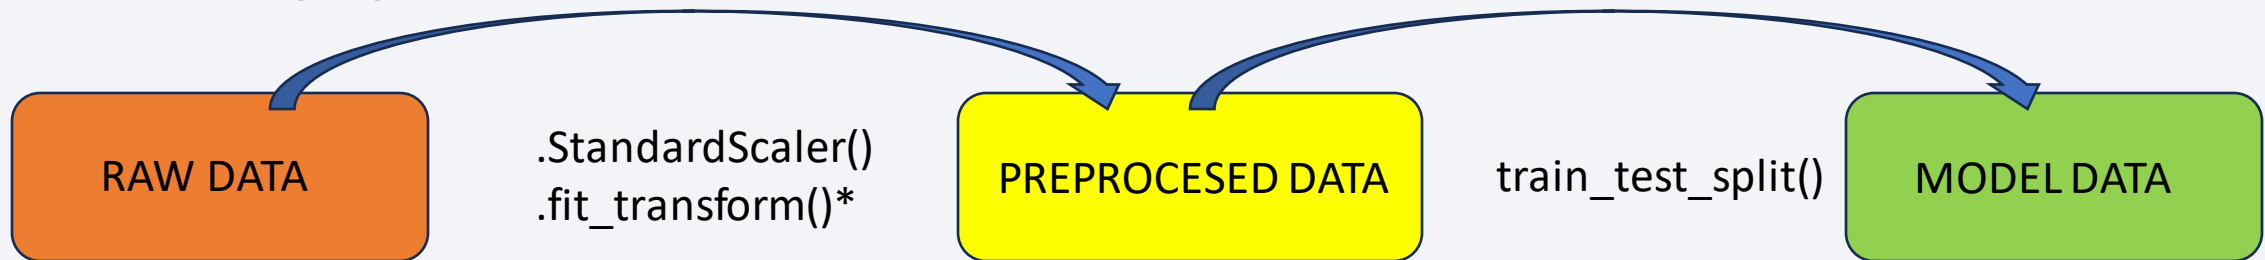 RAW DATA
.StandardScaler()
.fit_transform()*
PREPROCESED DATA
train_test_split()
MODEL DATA